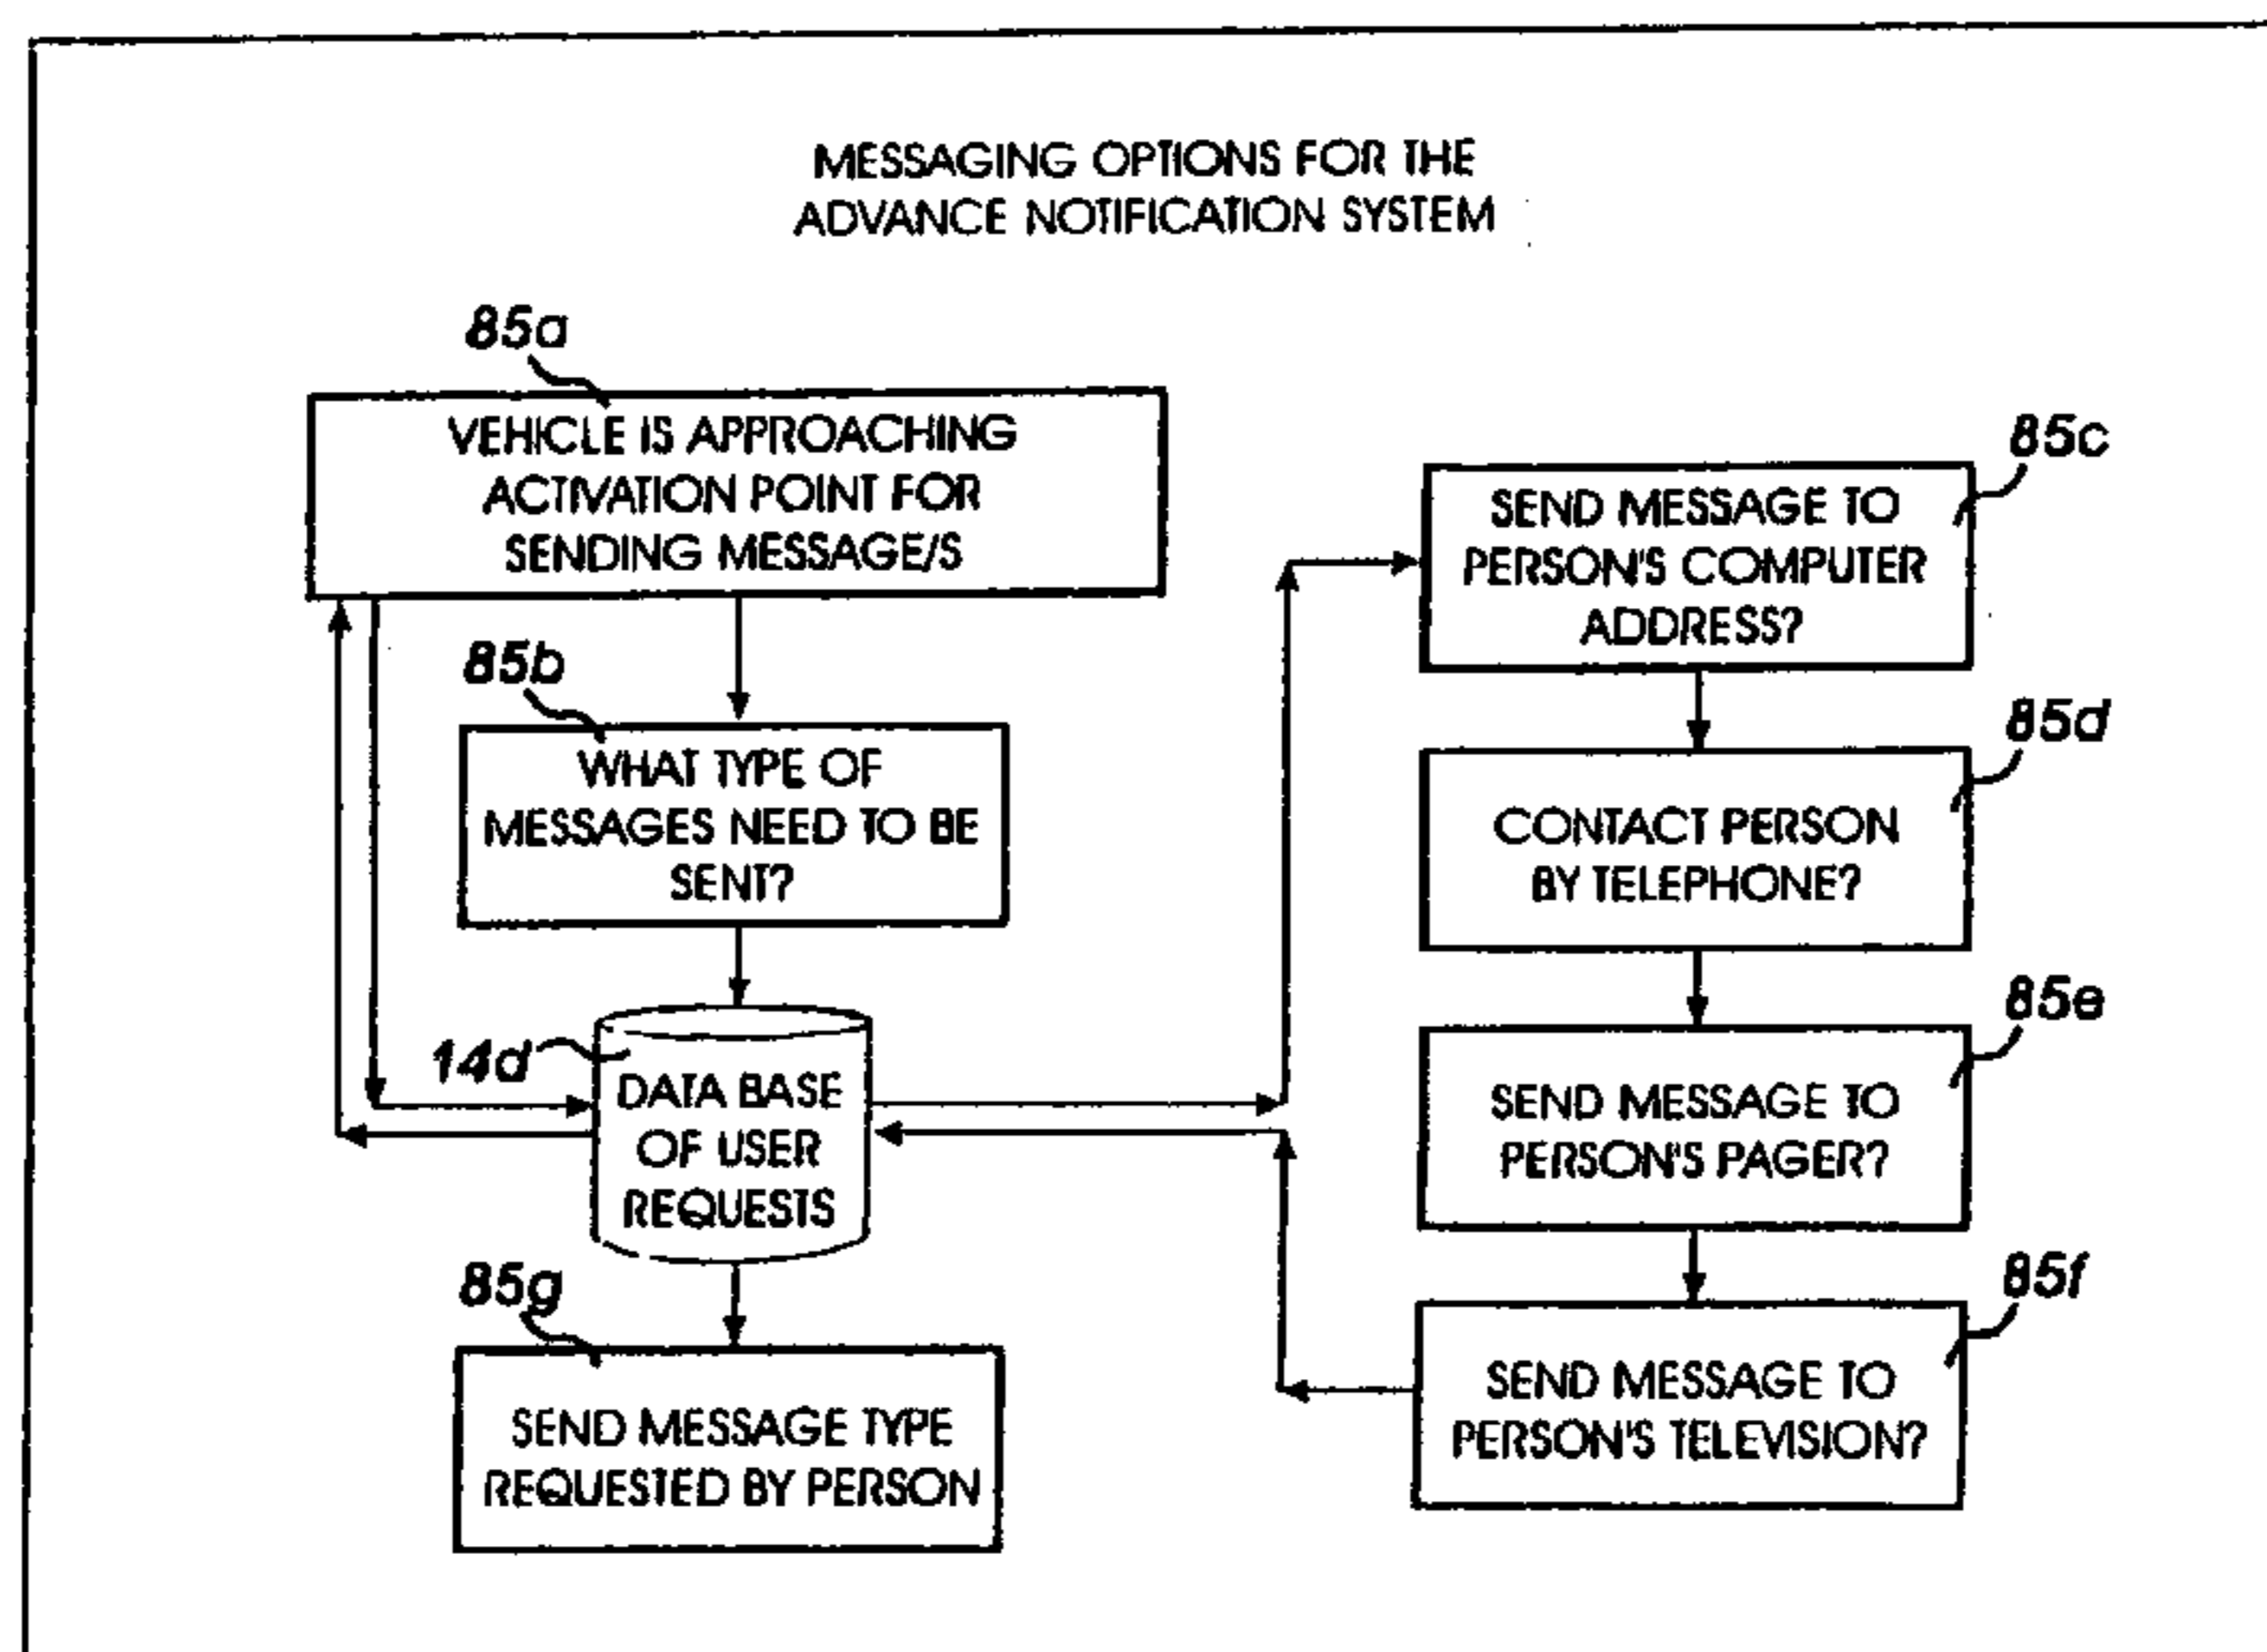 MESSAGING OPTIONS FOR THE
ADVANCE NOTIFICATION SYSTEM
85a
VEHICLE IS APPROACHING
ACTIVATION POINT FOR
SENDING MESSAGE/S
85b
WHAT TYPE OF
MESSAGES NEED TO BE
SENT?
14d
DATA BASE
OF USER
REQUESTS
85g
SEND MESSAGE TYPE
REQUESTED BY PERSON
85c
SEND MESSAGE TO
PERSON'S COMPUTER
ADDRESS?
85d
CONTACT PERSON
BY TELEPHONE?
85e
SEND MESSAGE TO
PERSON'S PAGER?
85f
SEND MESSAGE TO
PERSON'S TELEVISION?